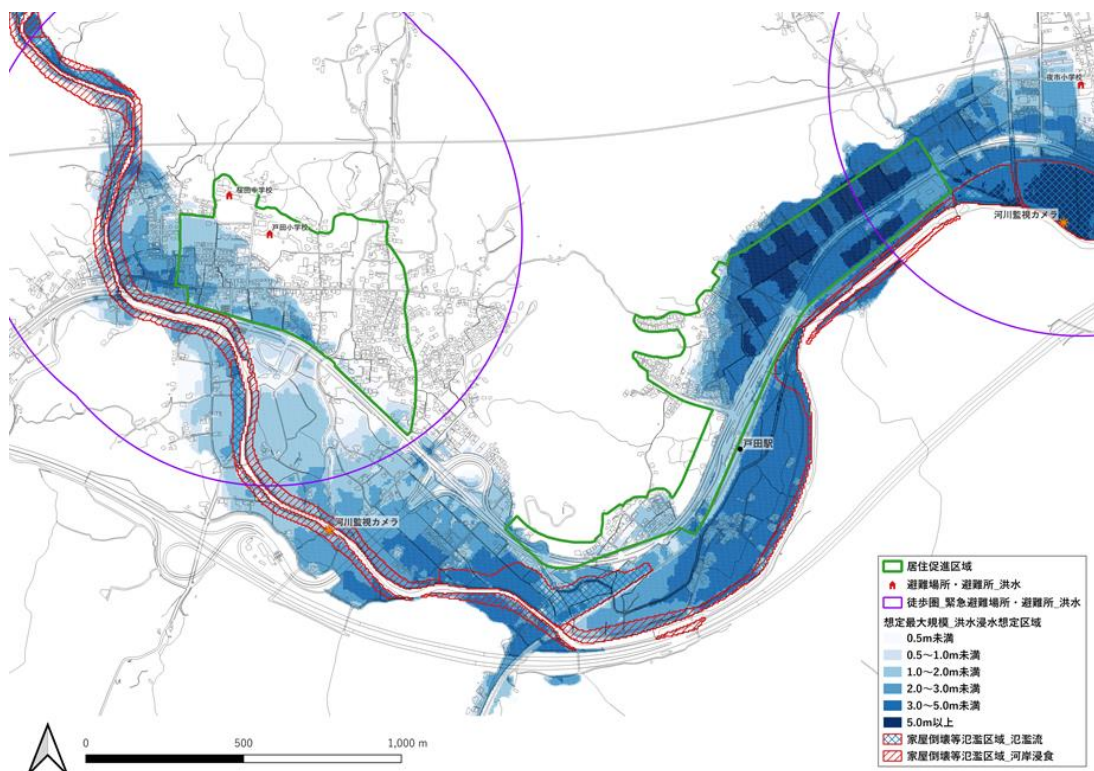 夜市小学校
桜田中学校
戸田小学校
河川監視カメラ
戸田駅
河川監視カメラ
居住促進区域
避難場所・避難所_洪水
徒歩圏_緊急避難場所・避難所_洪水
想定最大規模_洪水浸水想定区域
0.5m未満
0.5～1.0m未満
1.0～2.0m未満
2.0～3.0m未満
3.0～5.0m未満
5.0m以上
家屋倒壊等氾濫区域_氾濫流
家屋倒壊等氾濫区域_河岸浸食
0 500 1,000 m